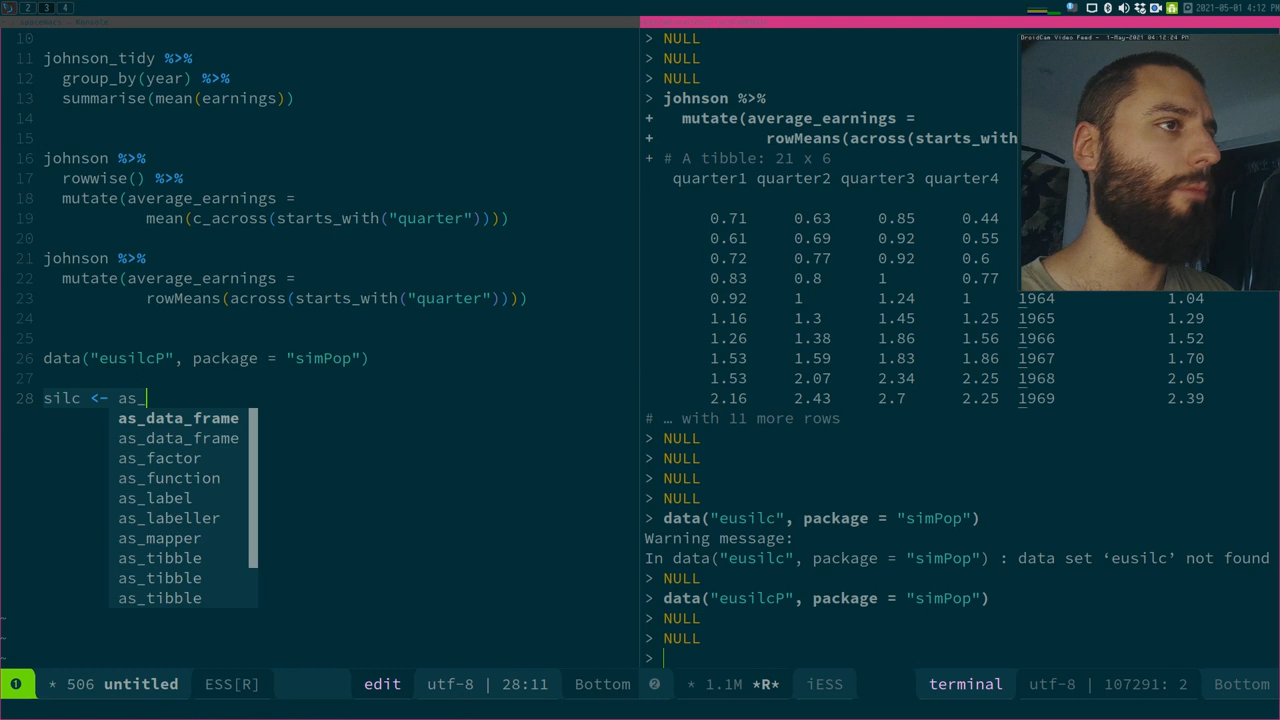 2 3 4
2021-05-01 4:12 PM
10
11 johnson_tidy %>%
12 group_by(year) %>%
13 summarise(mean(earnings))
14
15
16 johnson %>%
17 rowwise() %>%
18 mutate(average_earnings =
19 mean(c_across(starts_with("quarter"))))
20
21 johnson %>%
22 mutate(average_earnings =
23 rowMeans(across(starts_with("quarter"))))
24
25
26 data("eusilcP", package = "simPop")
27
28 silc <- as_
as_data_frame
as_data_frame
as_factor
as_function
as_label
as_labeller
as_mapper
as_tibble
as_tibble
as_tibble
~
~
~
❶ * 506 untitled ESS[R] edit utf-8 | 28:11 Bottom
> NULL
> NULL
> NULL
> johnson %>%
+ mutate(average_earnings =
+ rowMeans(across(starts_with
+ # A tibble: 21 x 6
quarter1 quarter2 quarter3 quarter4
0.71 0.63 0.85 0.44
0.61 0.69 0.92 0.55
0.72 0.77 0.92 0.6
0.83 0.8 1 0.77
0.92 1 1.24 1 1964 1.04
1.16 1.3 1.45 1.25 1965 1.29
1.26 1.38 1.86 1.56 1966 1.52
1.53 1.59 1.83 1.86 1967 1.70
1.53 2.07 2.34 2.25 1968 2.05
2.16 2.43 2.7 2.25 1969 2.39
# … with 11 more rows
> NULL
> NULL
> NULL
> NULL
> data("eusilc", package = "simPop")
Warning message:
In data("eusilc", package = "simPop") : data set ‘eusilc’ not found
> NULL
> data("eusilcP", package = "simPop")
> NULL
> NULL
>
❷ * 1.1M *R* iESS terminal utf-8 | 107291: 2 Bottom
DroidCam Video Feed - 1-May-2021 04:12:24 PM